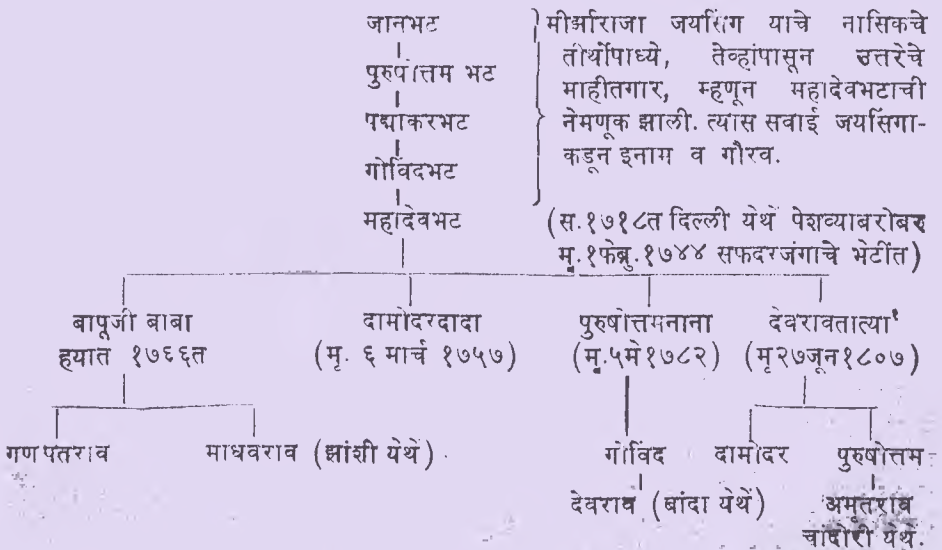 जानभट
पुरुषोत्तम भट
पद्माकरभट
गोविंदभट
महादेवभट
मीर्झाराजा जयसिंग याचे नासिकचे
तीर्थोपाध्ये, तेव्हांपासून उत्तरेचे
माहीतगार, म्हणून महादेवभटाची
नेमणूक झाली. त्यास सवाई जयसिंगा-
कडून इनाम व गौरव.
(स.१७१८त दिल्ली येथें पेशव्याबरोबर
मृ.१फेब्रु.१७४४ सफदरजंगाचे भेटींत)
बापूजी बाबा दामोदरदादा पुरुषोत्तमनाना देवरावतात्या१
हयात १७६६त (मृ. ६ मार्च १७५७) (मृ.५मे१७८२) (मृ२७जून१८०७)
गणपतराव माधवराव (झांशी येथें) गोविंद दामोदर पुरुषोत्तम
देवराव (बांदा येथें) अमृतराव
चांदोरी येथें.